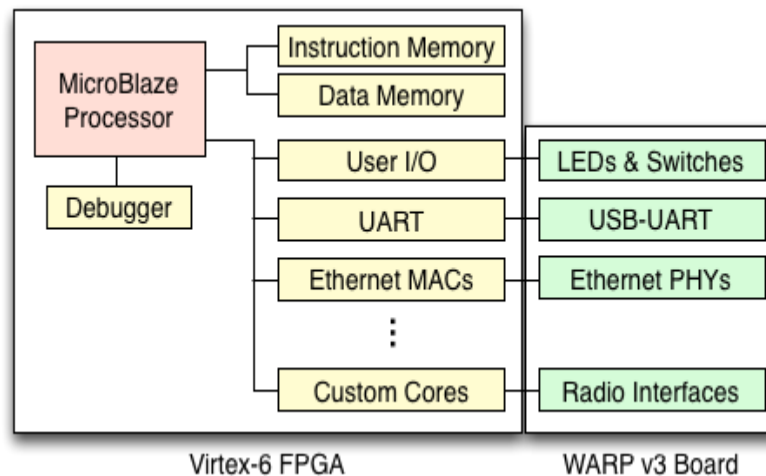 MicroBlaze
Processor
Debugger
Instruction Memory
Data Memory
User I/O
UART
Ethernet MACs
Custom Cores
LEDs & Switches
USB-UART
Ethernet PHYs
Radio Interfaces
Virtex-6 FPGA
WARP v3 Board